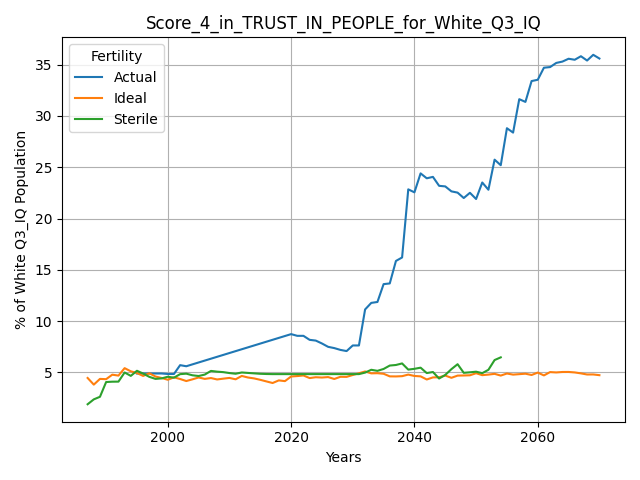 Score_4_in_TRUST_IN_PEOPLE_for_White_Q3_IQ
Fertility
Actual
Ideal
Sterile
% of White Q3_IQ Population
35
30
25
20
15
10
5
2000
2020
2040
2060
Years